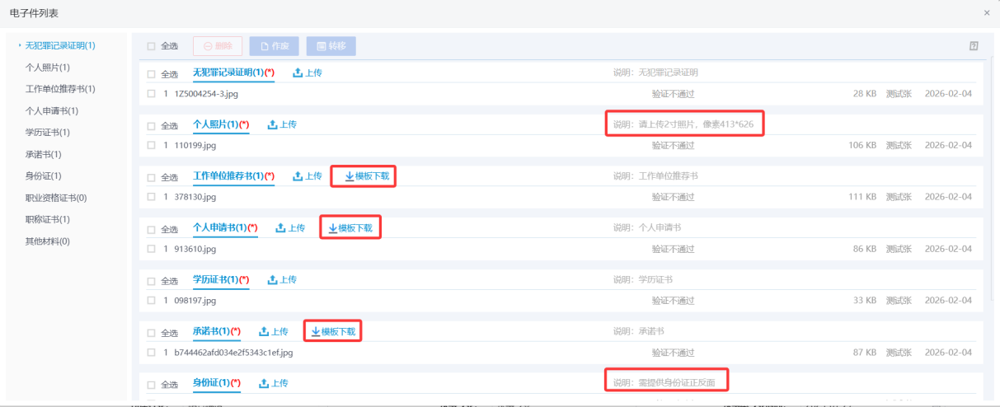 电子件列表
无犯罪记录证明(1)
个人照片(1)
工作单位推荐书(1)
个人申请书(1)
学历证书(1)
承诺书(1)
身份证(1)
职业资格证书(0)
职称证书(1)
其他材料(0)
全选 删除 作废 转移
全选 无犯罪记录证明(1)(*) 上传 说明：无犯罪记录证明
1 1Z5004254-3.jpg 验证不通过 28 KB 测试张 2026-02-04
全选 个人照片(1)(*) 上传 说明：请上传2寸照片，像素413*626
1 110199.jpg 验证不通过 106 KB 测试张 2026-02-04
全选 工作单位推荐书(1)(*) 上传 模板下载 说明：工作单位推荐书
1 378130.jpg 验证不通过 111 KB 测试张 2026-02-04
全选 个人申请书(1)(*) 上传 模板下载 说明：个人申请书
1 913610.jpg 验证不通过 86 KB 测试张 2026-02-04
全选 学历证书(1)(*) 上传 说明：学历证书
1 098197.jpg 验证不通过 33 KB 测试张 2026-02-04
全选 承诺书(1)(*) 上传 模板下载 说明：承诺书
1 b744462afd034e2f5343c1ef.jpg 验证不通过 87 KB 测试张 2026-02-04
全选 身份证(1)(*) 上传 说明：需提供身份证正反面